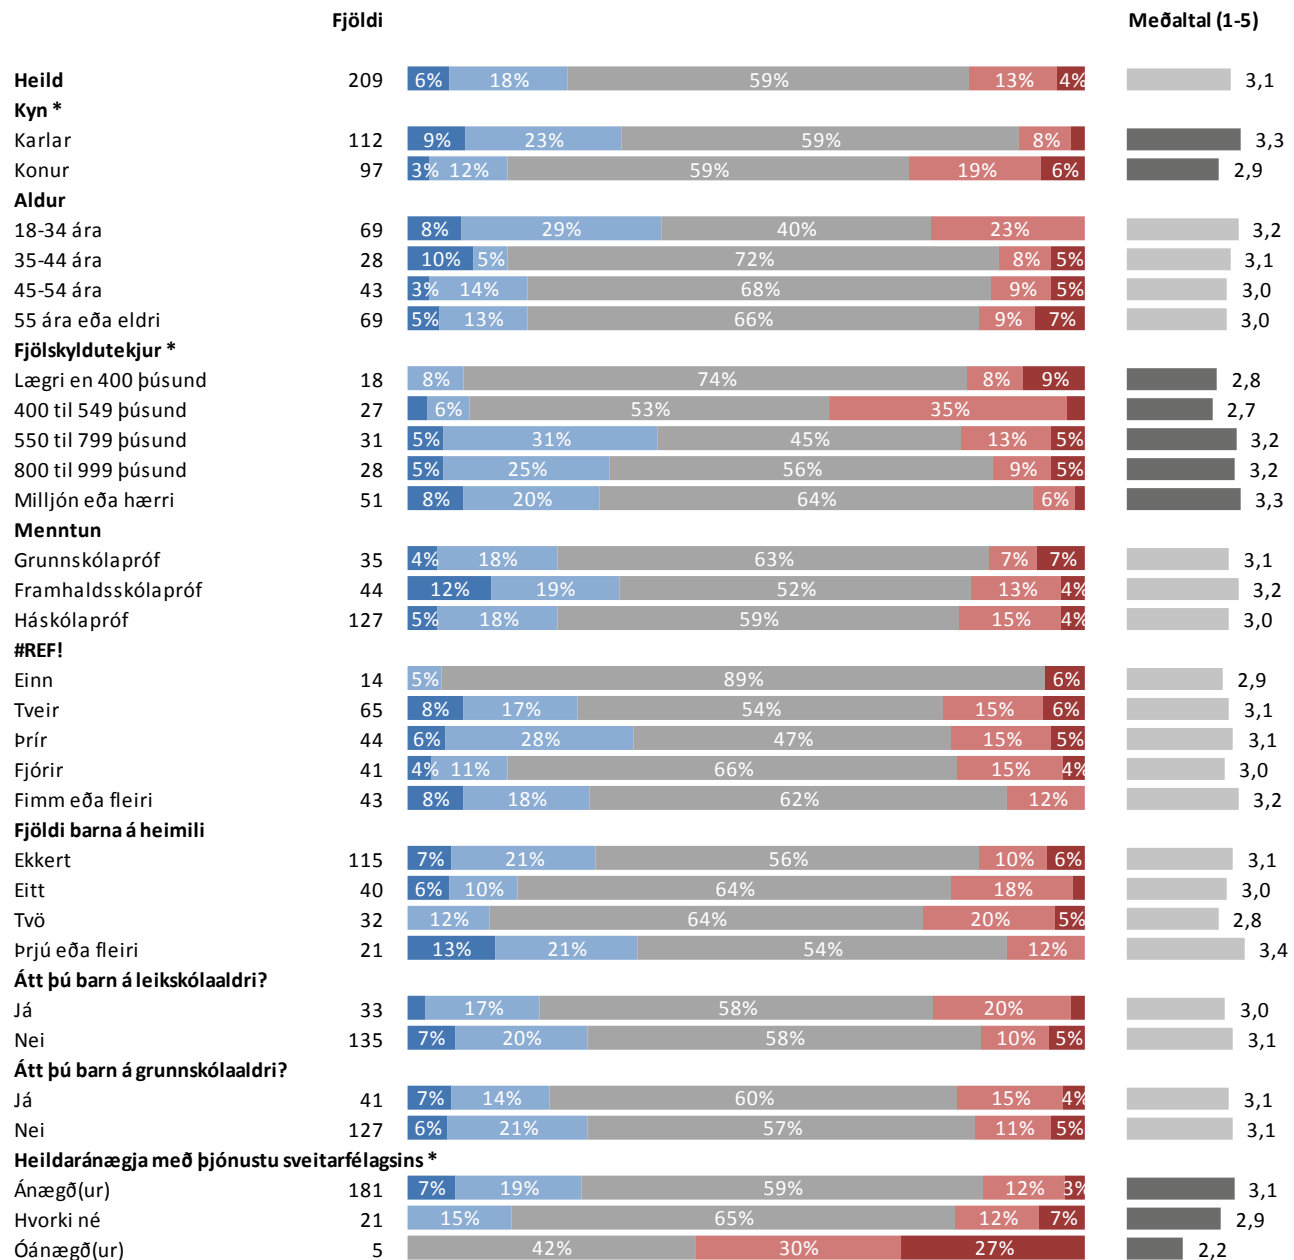 Fjöldi Meðaltal (1-5)
Heild 209 6% 18% 59% 13% 4% 3,1
Kyn *
Karlar 112 9% 23% 59% 8% 3,3
Konur 97 3% 12% 59% 19% 6% 2,9
Aldur
18-34 ára 69 8% 29% 40% 23% 3,2
35-44 ára 28 10% 5% 72% 8% 5% 3,1
45-54 ára 43 3% 14% 68% 9% 5% 3,0
55 ára eða eldri 69 5% 13% 66% 9% 7% 3,0
Fjölskyldutekjur *
Lægri en 400 þúsund 18 8% 74% 8% 9% 2,8
400 til 549 þúsund 27 6% 53% 35% 2,7
550 til 799 þúsund 31 5% 31% 45% 13% 5% 3,2
800 til 999 þúsund 28 5% 25% 56% 9% 5% 3,2
Milljón eða hærri 51 8% 20% 64% 6% 3,3
Menntun
Grunnskólapróf 35 4% 18% 63% 7% 7% 3,1
Framhaldsskólapróf 44 12% 19% 52% 13% 4% 3,2
Háskólapróf 127 5% 18% 59% 15% 4% 3,0
#REF!
Einn 14 5% 89% 6% 2,9
Tveir 65 8% 17% 54% 15% 6% 3,1
Þrír 44 6% 28% 47% 15% 5% 3,1
Fjórir 41 4% 11% 66% 15% 4% 3,0
Fimm eða fleiri 43 8% 18% 62% 12% 3,2
Fjöldi barna á heimili
Ekkert 115 7% 21% 56% 10% 6% 3,1
Eitt 40 6% 10% 64% 18% 3,0
Tvö 32 12% 64% 20% 5% 2,8
Þrjú eða fleiri 21 13% 21% 54% 12% 3,4
Átt þú barn á leikskólaaldri?
Já 33 17% 58% 20% 3,0
Nei 135 7% 20% 58% 10% 5% 3,1
Átt þú barn á grunnskólaaldri?
Já 41 7% 14% 60% 15% 4% 3,1
Nei 127 6% 21% 57% 11% 5% 3,1
Heildaránægja með þjónustu sveitarfélagsins *
Ánægð(ur) 181 7% 19% 59% 12% 3% 3,1
Hvorki né 21 15% 65% 12% 7% 2,9
Óánægð(ur) 5 42% 30% 27% 2,2